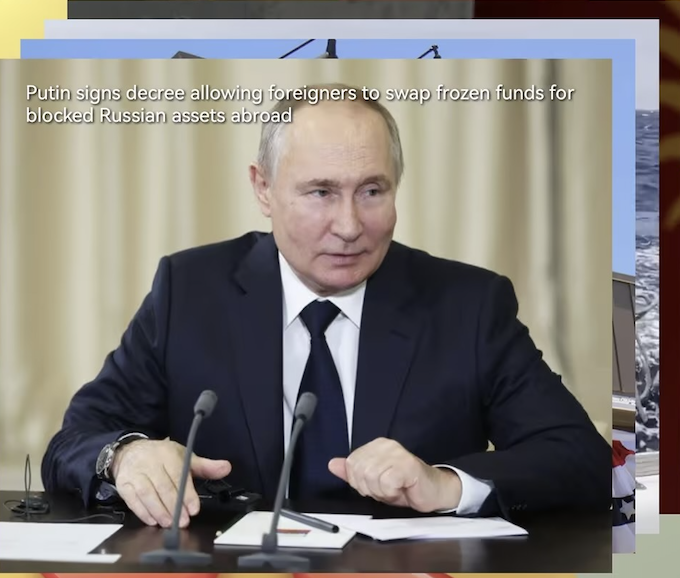 Putin signs decree allowing foreigners to swap frozen funds for
blocked Russian assets abroad